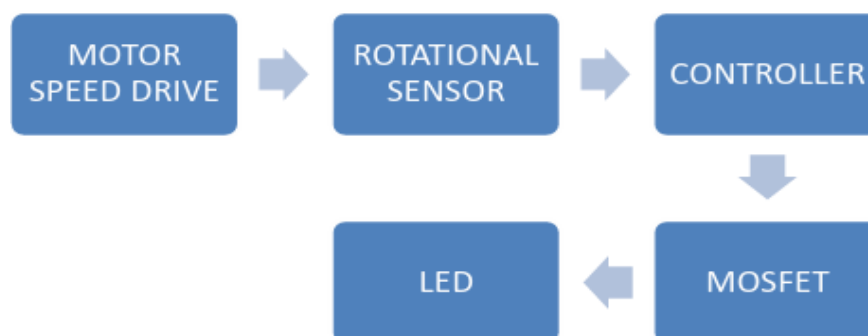 MOTOR
SPEED DRIVE
ROTATIONAL
SENSOR
CONTROLLER
MOSFET
LED